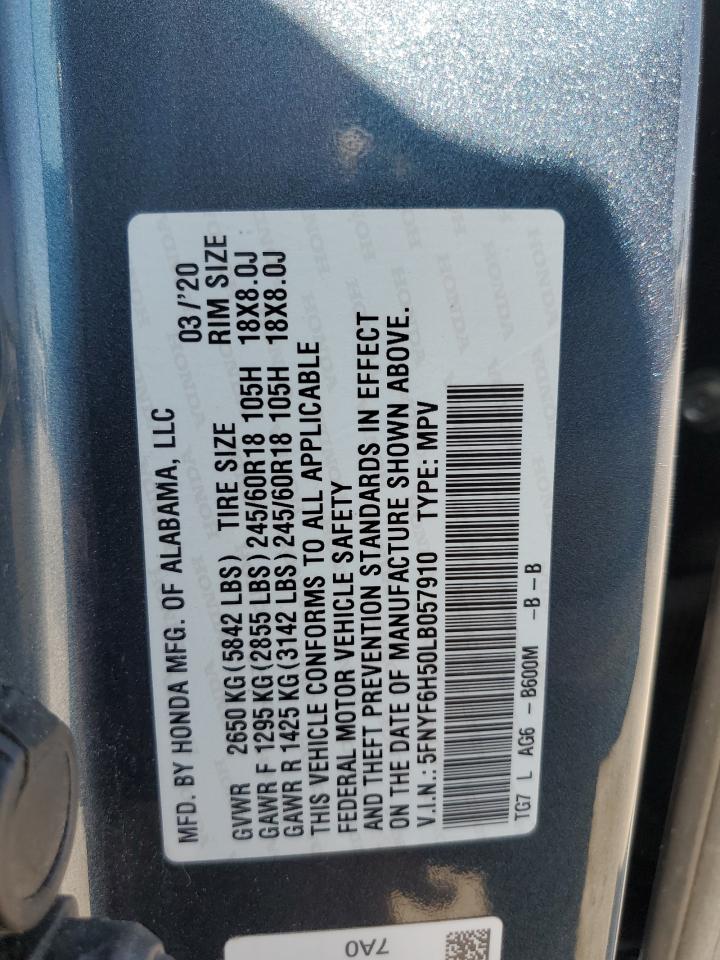 MFD. BY HONDA MFG. OF ALABAMA, LLC 03/'20
GVWR 2650 KG(5842 LBS) TIRE SIZE RIM SIZE
GAWR F 1295 KG(2855 LBS)245/60R18 105H 18X8.0J
GAWR R 1425 KG(3142 LBS)245/60R18 105H 18X8.0J
THIS VEHICLE CONFORMS TO ALL APPLICABLE
FEDERAL MOTOR VEHICLE SAFETY
AND THEFT PREVENTION STANDARDS IN EFFECT
ON THE DATE OF MANUFACTURE SHOWN ABOVE.
V.I.N.:5FNYF6H50LB057910 TYPE: MPV
TG7 L AG6 -B600M -B-B
7A0